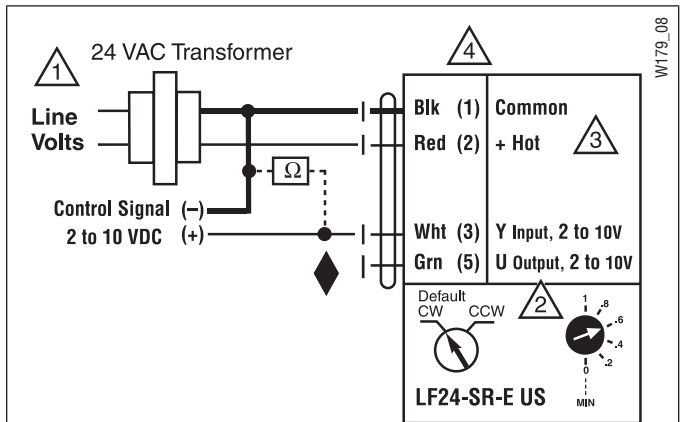 W179_08
24 VAC Transformer
1
4
Line
Volts
Blk (1) Common
Red (2) + Hot
3
Ω
Control Signal (–)
2 to 10 VDC (+)
Wht (3) Y Input, 2 to 10V
Grn (5) U Output, 2 to 10V
2
Default
CW CCW
1
.8
.6
.4
.2
0
MIN
LF24-SR-E US